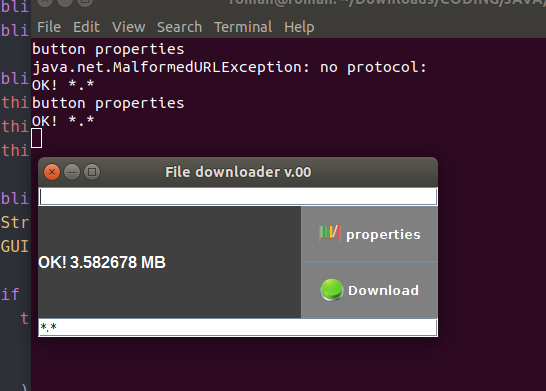 bli
roman@roman: ~/Downloads/CODING/JAVA/
bli
File Edit View Search Terminal Help
button properties
java.net.MalformedURLException: no protocol:
bli
OK! *.*
thi
button properties
thi
OK! *.*
thi
File downloader v.00
bli
Str
properties
GUI
OK! 3.582678 MB
Download
if
t
*.*
)